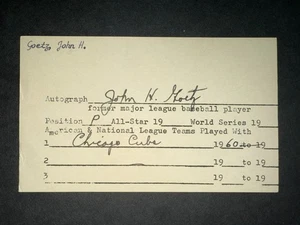 Goetz, John H.
Autograph John H. Goetz
former major league baseball player
Position P All-Star 19 World Series 19
American & National League Teams Played With
1 Chicago Cubs 1960 to 19
2 19 to 19
3 19 to 19